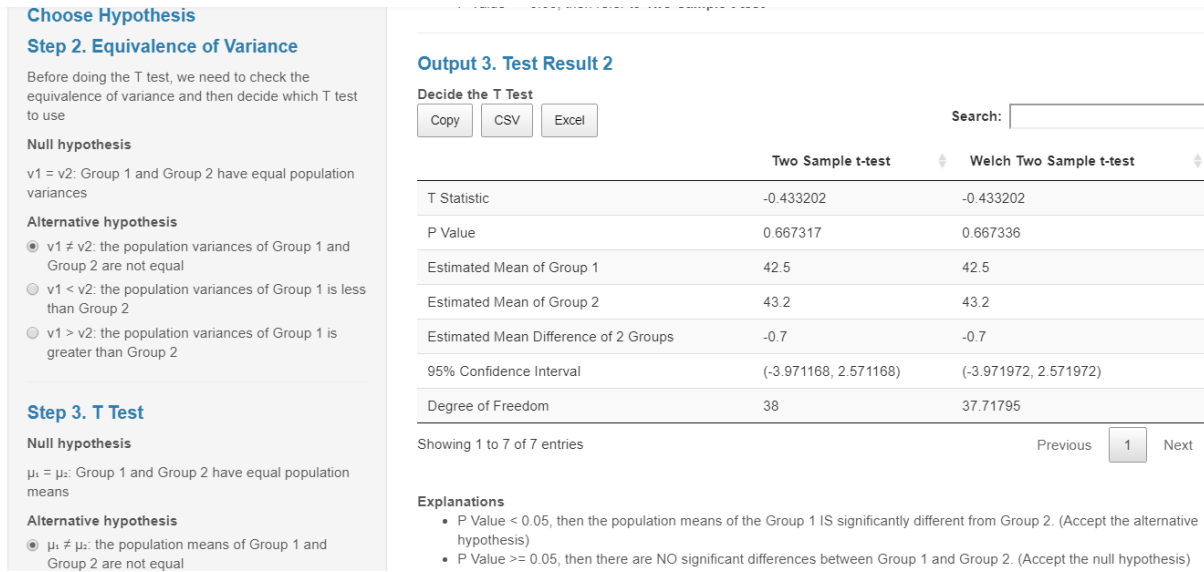 Choose Hypothesis
Step 2. Equivalence of Variance
Before doing the T test, we need to check the
equivalence of variance and then decide which T test
to use
Null hypothesis
v1 = v2: Group 1 and Group 2 have equal population
variances
Alternative hypothesis
v1 ≠ v2: the population variances of Group 1 and
Group 2 are not equal
v1 < v2: the population variances of Group 1 is less
than Group 2
v1 > v2: the population variances of Group 1 is
greater than Group 2
Step 3. T Test
Null hypothesis
μ₁ = μ₂: Group 1 and Group 2 have equal population
means
Alternative hypothesis
μ₁ ≠ μ₂: the population means of Group 1 and
Group 2 are not equal
Output 3. Test Result 2
Decide the T Test
Copy CSV Excel Search:
Two Sample t-test Welch Two Sample t-test
T Statistic -0.433202 -0.433202
P Value 0.667317 0.667336
Estimated Mean of Group 1 42.5 42.5
Estimated Mean of Group 2 43.2 43.2
Estimated Mean Difference of 2 Groups -0.7 -0.7
95% Confidence Interval (-3.971168, 2.571168) (-3.971972, 2.571972)
Degree of Freedom 38 37.71795
Showing 1 to 7 of 7 entries Previous 1 Next
Explanations
• P Value < 0.05, then the population means of the Group 1 IS significantly different from Group 2. (Accept the alternative
hypothesis)
• P Value >= 0.05, then there are NO significant differences between Group 1 and Group 2. (Accept the null hypothesis)